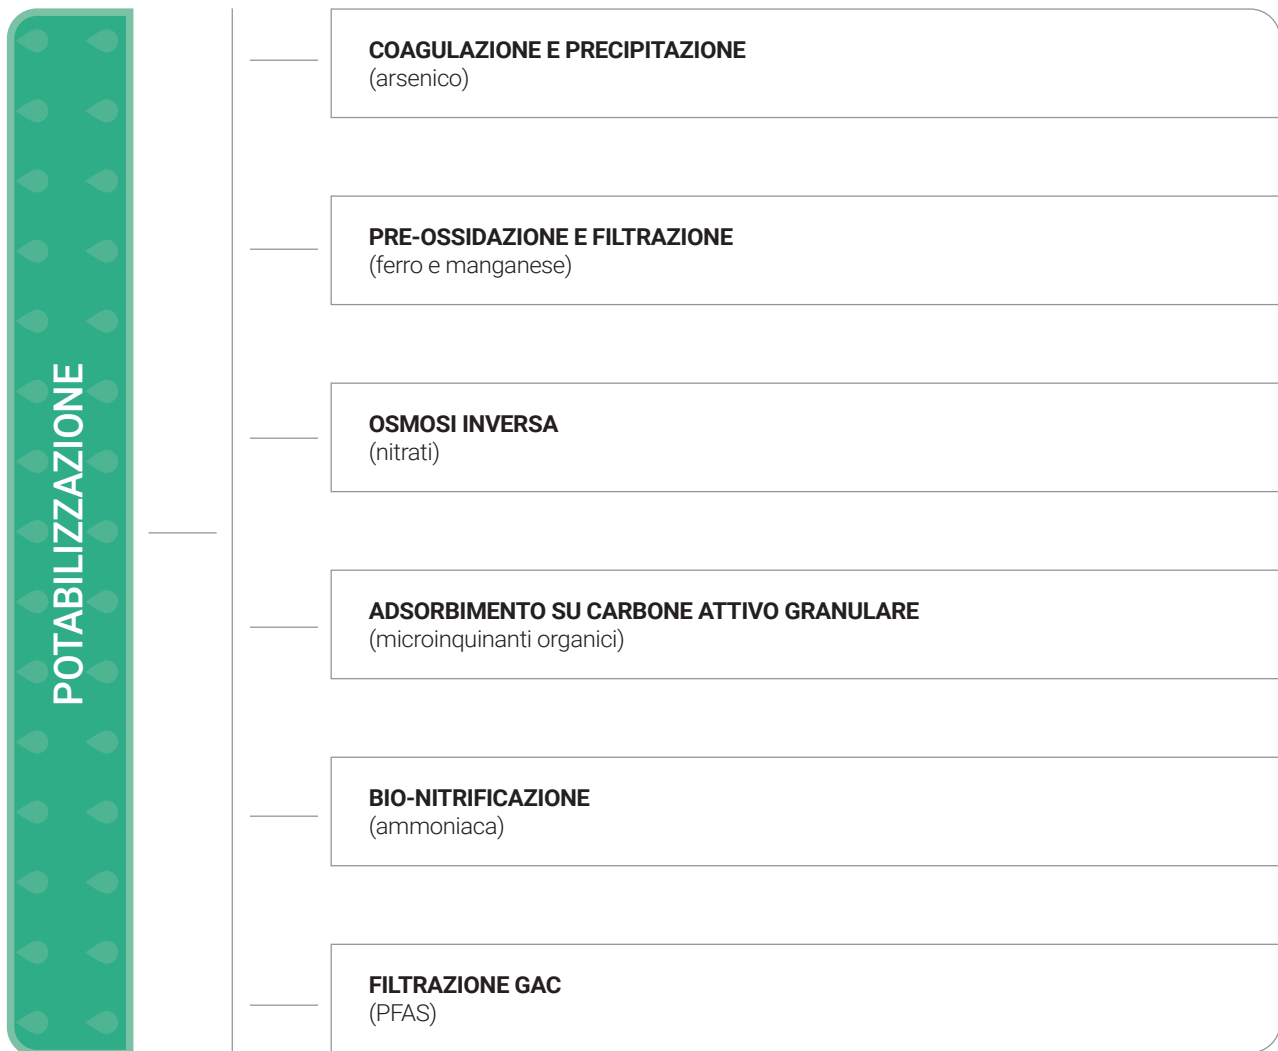 POTABILIZZAZIONE
COAGULAZIONE E PRECIPITAZIONE
(arsenico)
PRE-OSSIDAZIONE E FILTRAZIONE
(ferro e manganese)
OSMOSI INVERSA
(nitrati)
ADSORBIMENTO SU CARBONE ATTIVO GRANULARE
(microinquinanti organici)
BIO-NITRIFICAZIONE
(ammoniaca)
FILTRAZIONE GAC
(PFAS)